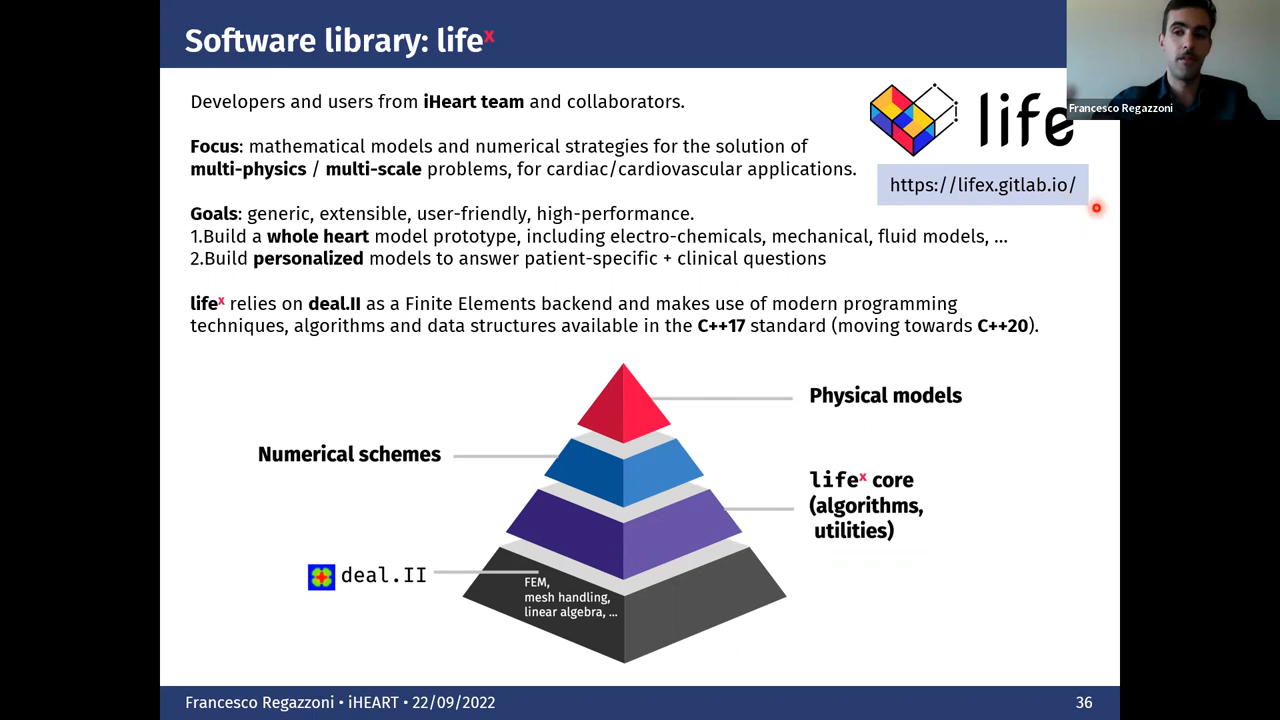 Software library: lifeˣ
Francesco Regazzoni
Developers and users from iHeart team and collaborators.
life
Focus: mathematical models and numerical strategies for the solution of
multi-physics / multi-scale problems, for cardiac/cardiovascular applications.
https://lifex.gitlab.io/
Goals: generic, extensible, user-friendly, high-performance.
1.Build a whole heart model prototype, including electro-chemicals, mechanical, fluid models, ...
2.Build personalized models to answer patient-specific + clinical questions
lifeˣ relies on deal.II as a Finite Elements backend and makes use of modern programming
techniques, algorithms and data structures available in the C++17 standard (moving towards C++20).
Physical models
Numerical schemes
lifeˣ core
(algorithms,
utilities)
deal.II
FEM,
mesh handling,
linear algebra, ...
Francesco Regazzoni • iHEART • 22/09/2022
36